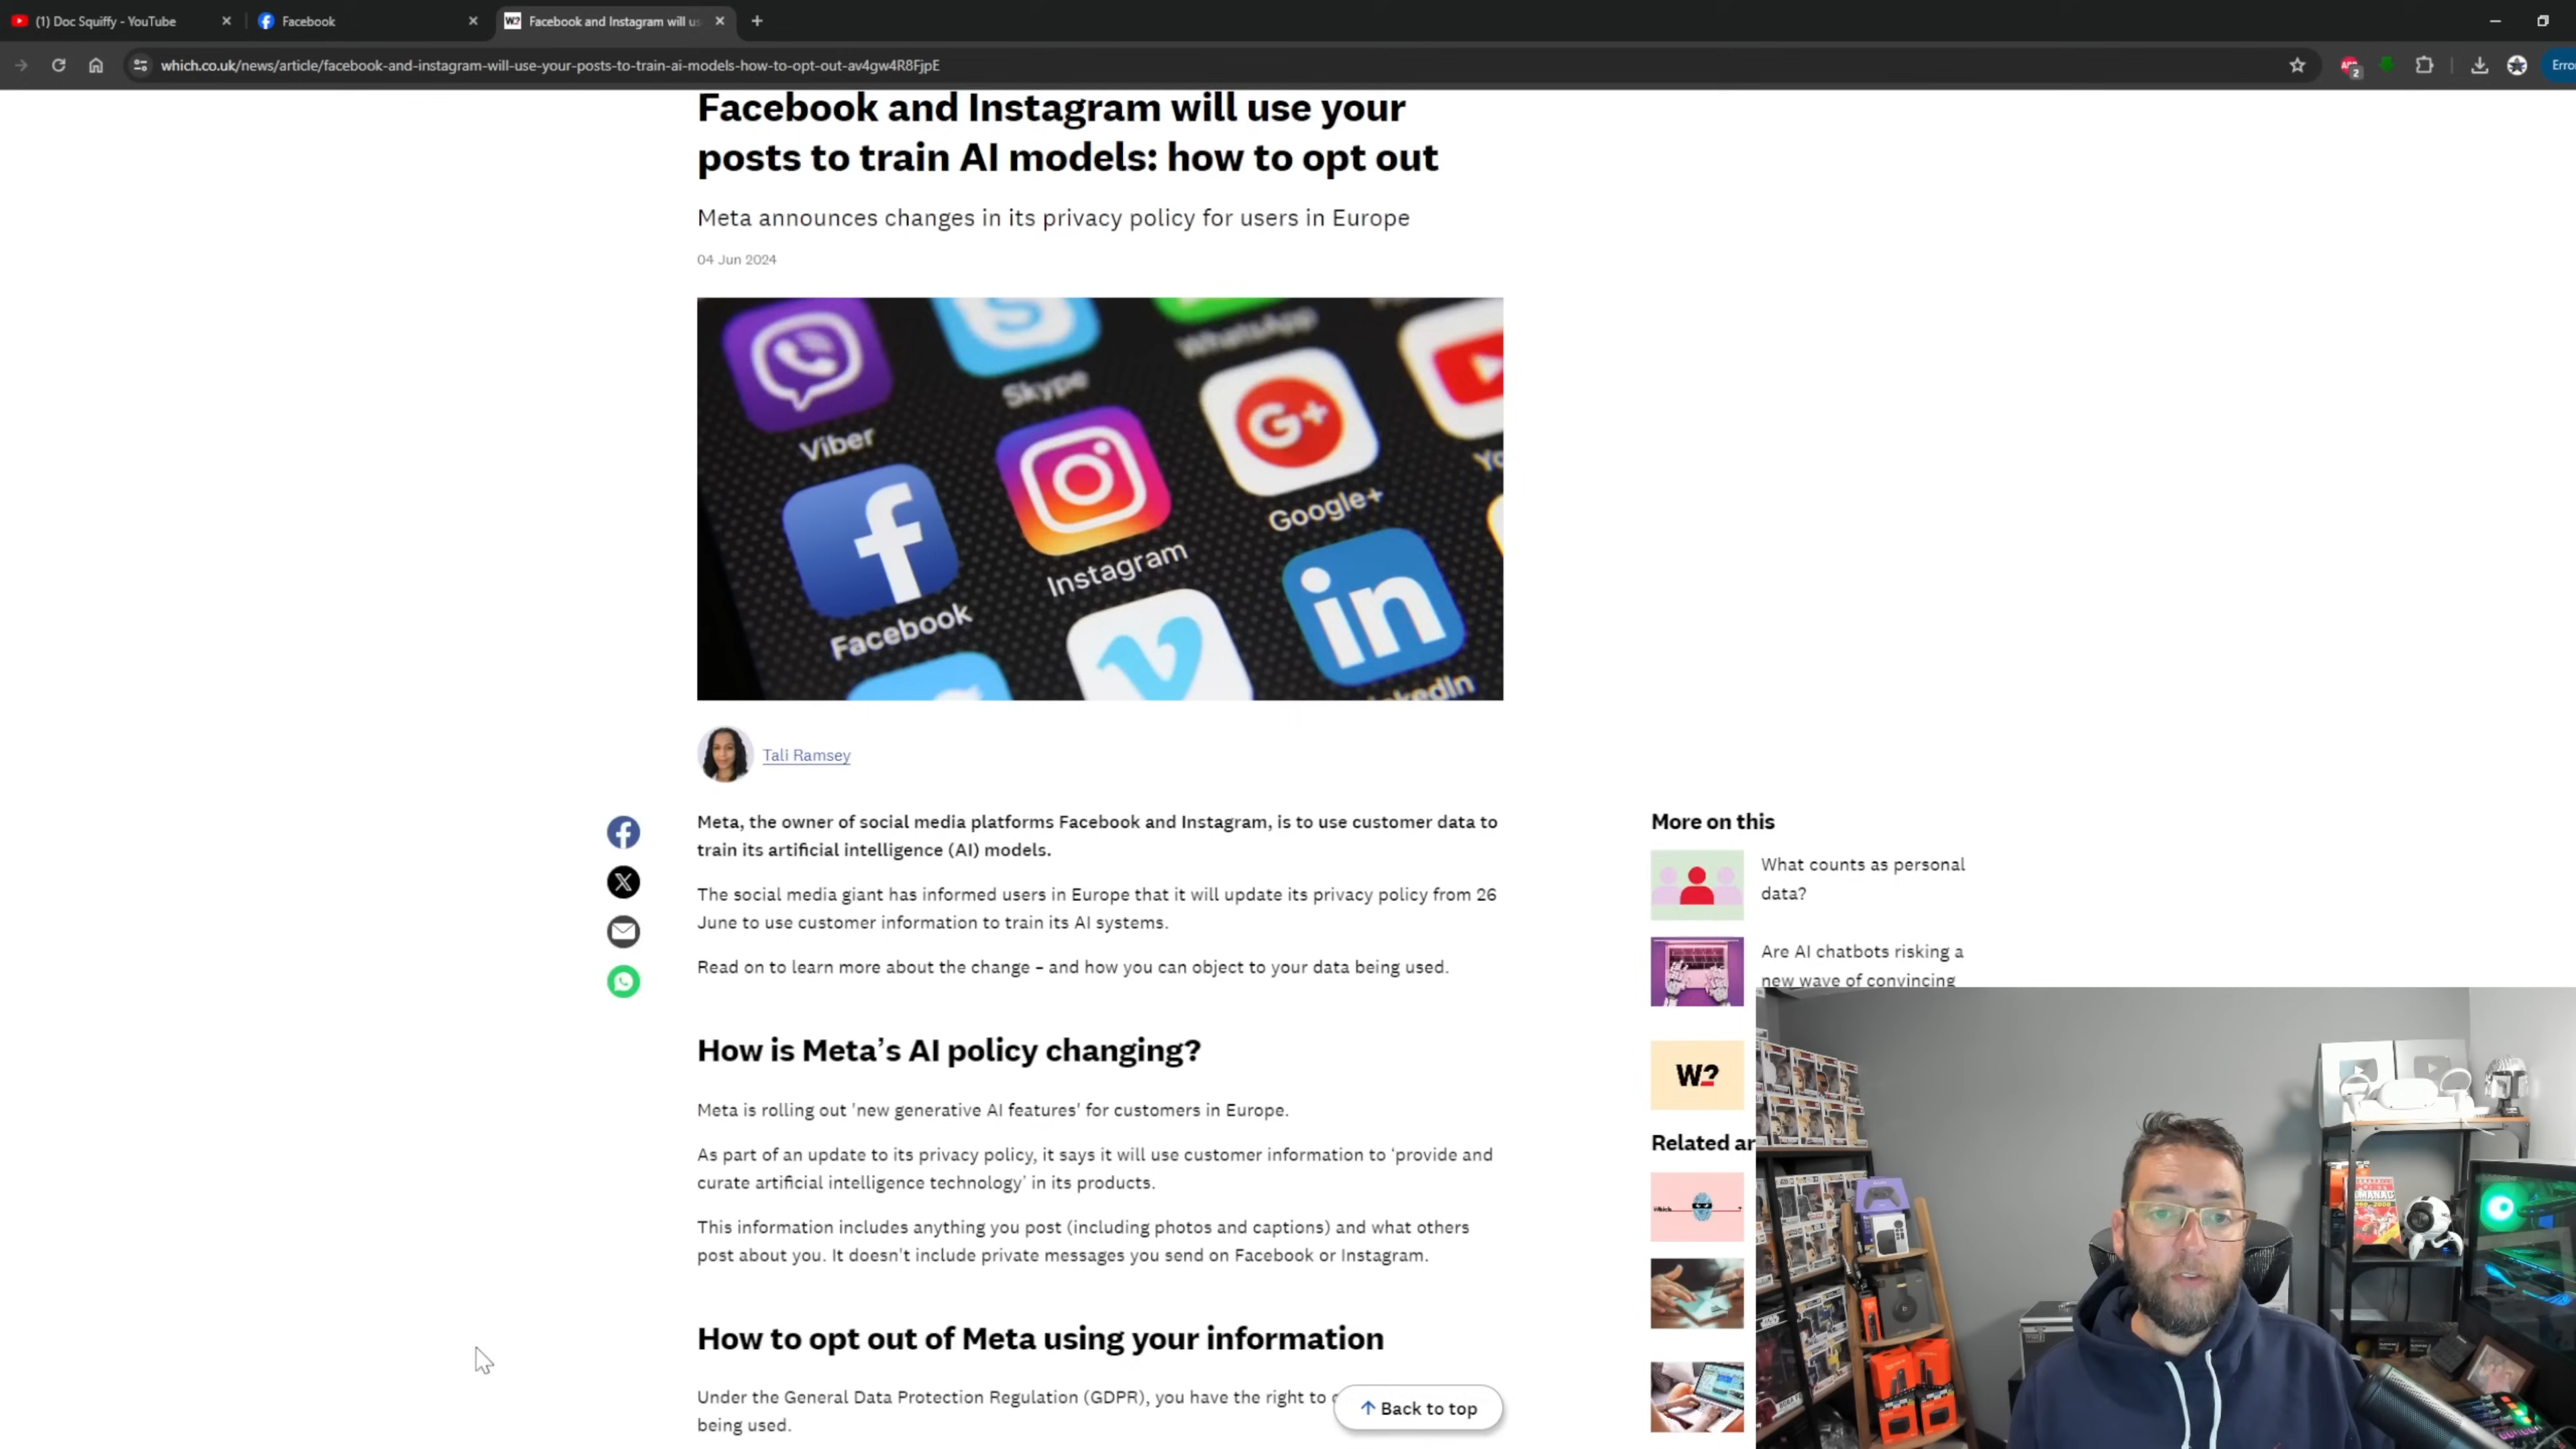 (1) Doc Squiffy - YouTube
Facebook
Facebook and Instagram will us
which.co.uk/news/article/facebook-and-instagram-will-use-your-posts-to-train-ai-models-how-to-opt-out-av4gw4R8FjpE
2
Erro
Facebook and Instagram will use your
posts to train AI models: how to opt out
Meta announces changes in its privacy policy for users in Europe
04 Jun 2024
Viber
Skype
WhatsApp
Facebook
Instagram
G+
Google+
in
Tali Ramsey
Meta, the owner of social media platforms Facebook and Instagram, is to use customer data to
train its artificial intelligence (AI) models.
The social media giant has informed users in Europe that it will update its privacy policy from 26
June to use customer information to train its AI systems.
Read on to learn more about the change – and how you can object to your data being used.
How is Meta’s AI policy changing?
Meta is rolling out 'new generative AI features' for customers in Europe.
As part of an update to its privacy policy, it says it will use customer information to ‘provide and
curate artificial intelligence technology’ in its products.
This information includes anything you post (including photos and captions) and what others
post about you. It doesn't include private messages you send on Facebook or Instagram.
How to opt out of Meta using your information
Under the General Data Protection Regulation (GDPR), you have the right to
being used.
Back to top
More on this
What counts as personal
data?
Are AI chatbots risking a
new wave of convincing
W?
Related ar
SPORTS
ALMANAC